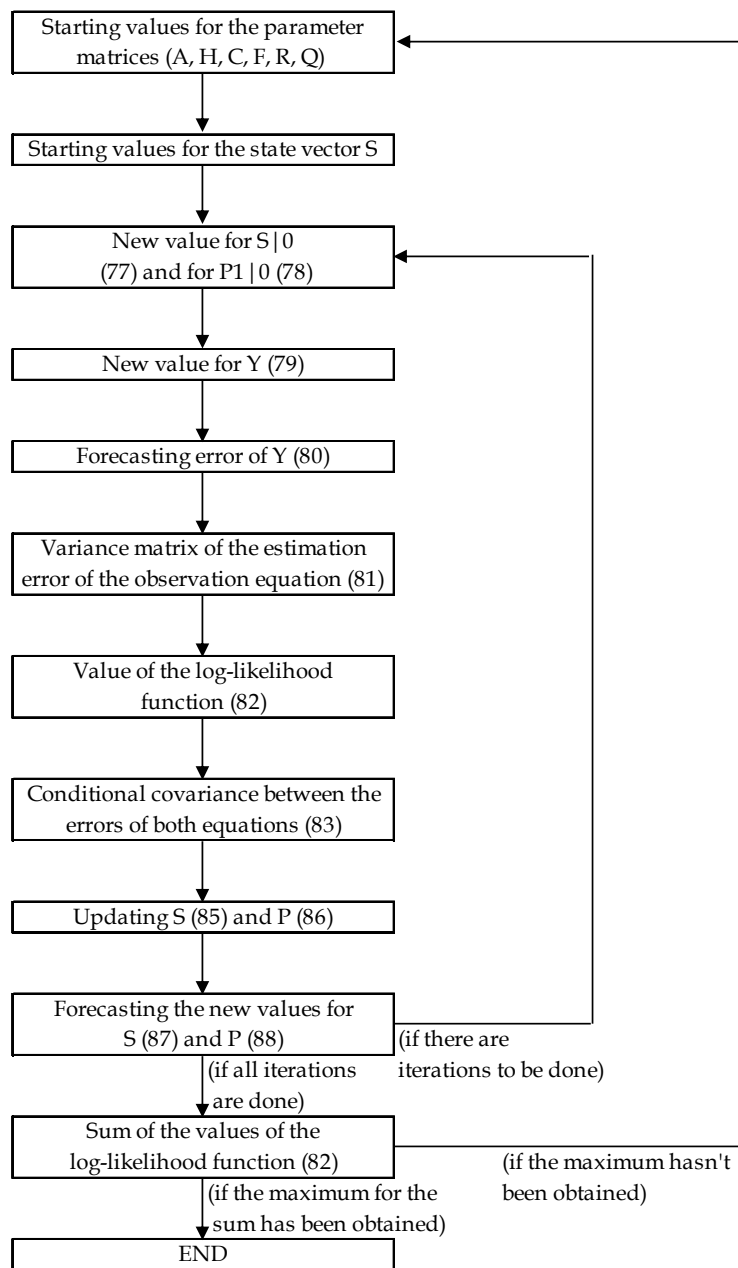 Starting values for the parameter
matrices (A, H, C, F, R, Q)
Starting values for the state vector S
New value for S|0
(77) and for P1|0 (78)
New value for Y (79)
Forecasting error of Y (80)
Variance matrix of the estimation
error of the observation equation (81)
Value of the log-likelihood
function (82)
Conditional covariance between the
errors of both equations (83)
Updating S (85) and P (86)
Forecasting the new values for
S (87) and P (88)
(if there are
iterations to be done)
(if all iterations
are done)
Sum of the values of the
log-likelihood function (82)
(if the maximum hasn't
been obtained)
(if the maximum for the
sum has been obtained)
END